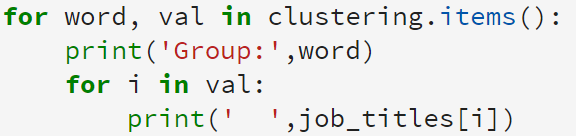 for word, val in clustering.items():
    print('Group:',word)
    for i in val:
        print('  ',job_titles[i])